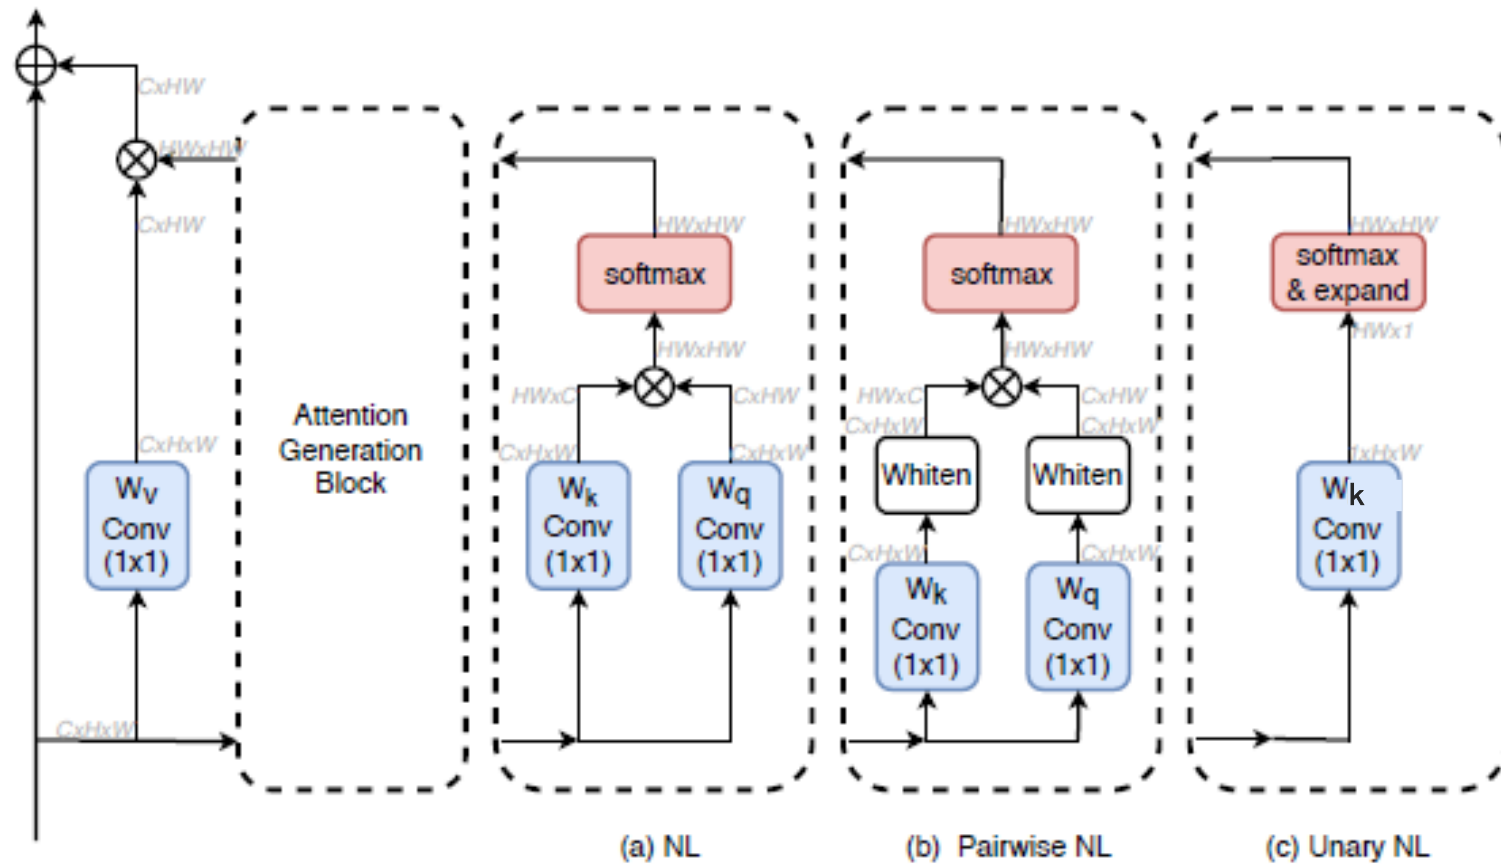 CxHW
HWxHW
CxHW
CxHxW
Wv
Conv
(1x1)
CxHxW
Attention
Generation
Block
HWxHW
softmax
HWxHW
HWxC
CxHW
CxHxW
CxHxW
Wk
Conv
(1x1)
Wq
Conv
(1x1)
(a) NL
HWxHW
softmax
HWxHW
HWxC
CxHW
CxHxW
CxHxW
Whiten
Whiten
CxHxW
CxHxW
Wk
Conv
(1x1)
Wq
Conv
(1x1)
(b) Pairwise NL
HWxHW
softmax
& expand
HWx1
1xHxW
Wk
Conv
(1x1)
(c) Unary NL